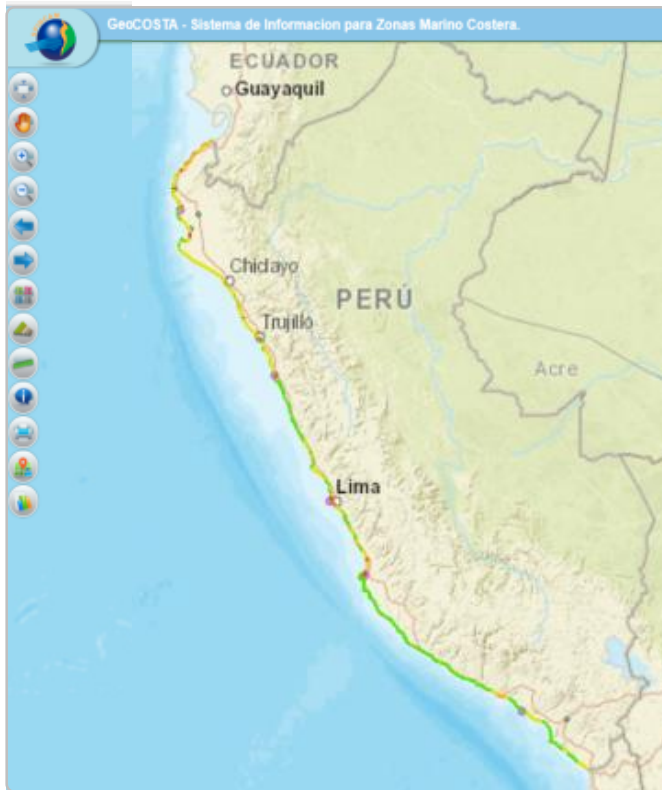 GeoCOSTA - Sistema de Informacion para Zonas Marino Costera.
ECUADOR
Guayaquil
Chiclayo
PERÚ
Trujillo
Acre
Lima